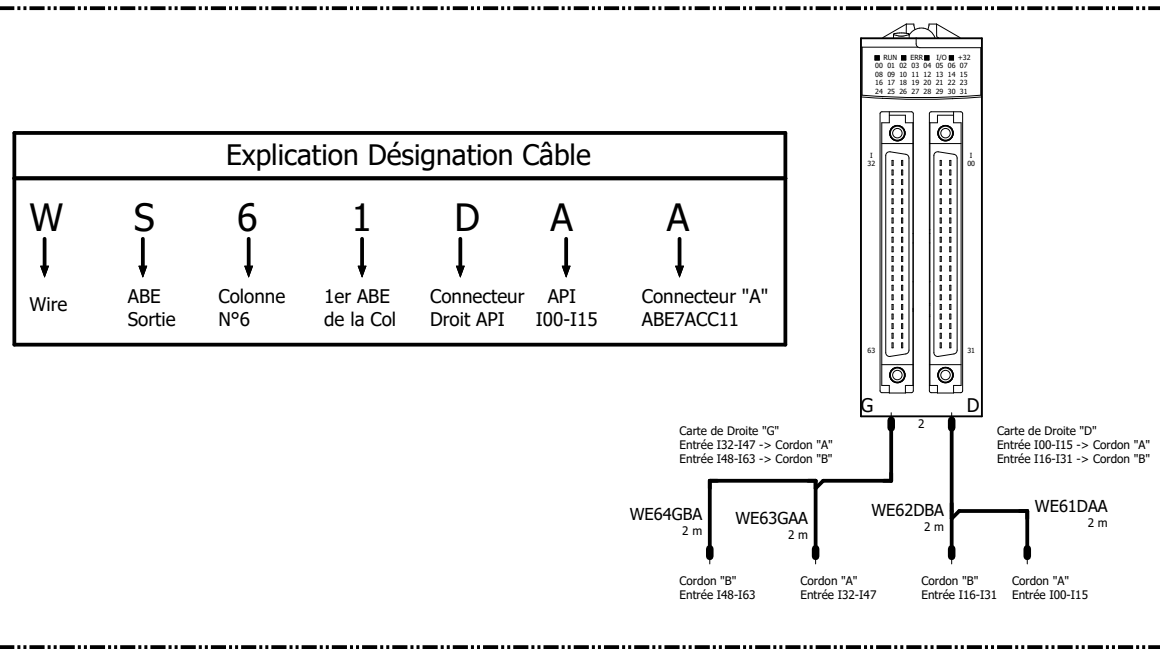 Explication Désignation Câble
W S 6 1 D A A
Wire
ABE
Sortie
Colonne
N°6
1er ABE
de la Col
Connecteur
Droit API
API
I00-I15
Connecteur "A"
ABE7ACC11
RUN ERR I/O +32
00 01 02 03 04 05 06 07
08 09 10 11 12 13 14 15
16 17 18 19 20 21 22 23
24 25 26 27 28 29 30 31
I
32
I
00
63
31
G
D
2
Carte de Droite "G"
Entrée I32-I47 -> Cordon "A"
Entrée I48-I63 -> Cordon "B"
Carte de Droite "D"
Entrée I00-I15 -> Cordon "A"
Entrée I16-I31 -> Cordon "B"
WE64GBA
2 m
WE63GAA
2 m
WE62DBA
2 m
WE61DAA
2 m
Cordon "B"
Entrée I48-I63
Cordon "A"
Entrée I32-I47
Cordon "B"
Entrée I16-I31
Cordon "A"
Entrée I00-I15